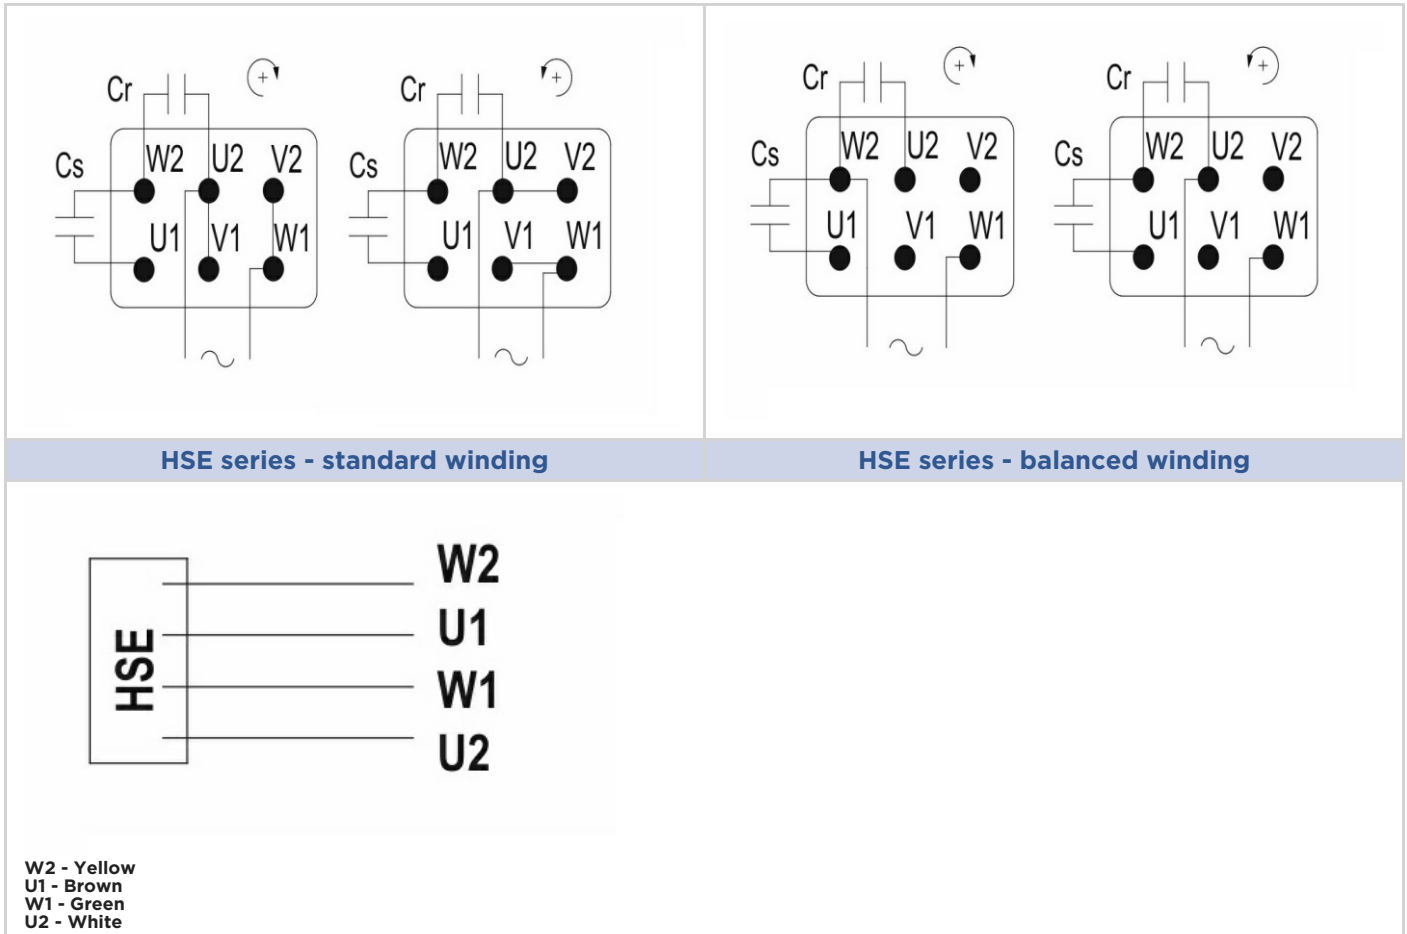 Cr
Cs
W2 U2 V2
U1 V1 W1
Cr
Cs
W2 U2 V2
U1 V1 W1
Cr
Cs
W2 U2 V2
U1 V1 W1
Cr
Cs
W2 U2 V2
U1 V1 W1
HSE series - standard winding
HSE series - balanced winding
HSE
W2
U1
W1
U2
W2 - Yellow
U1 - Brown
W1 - Green
U2 - White